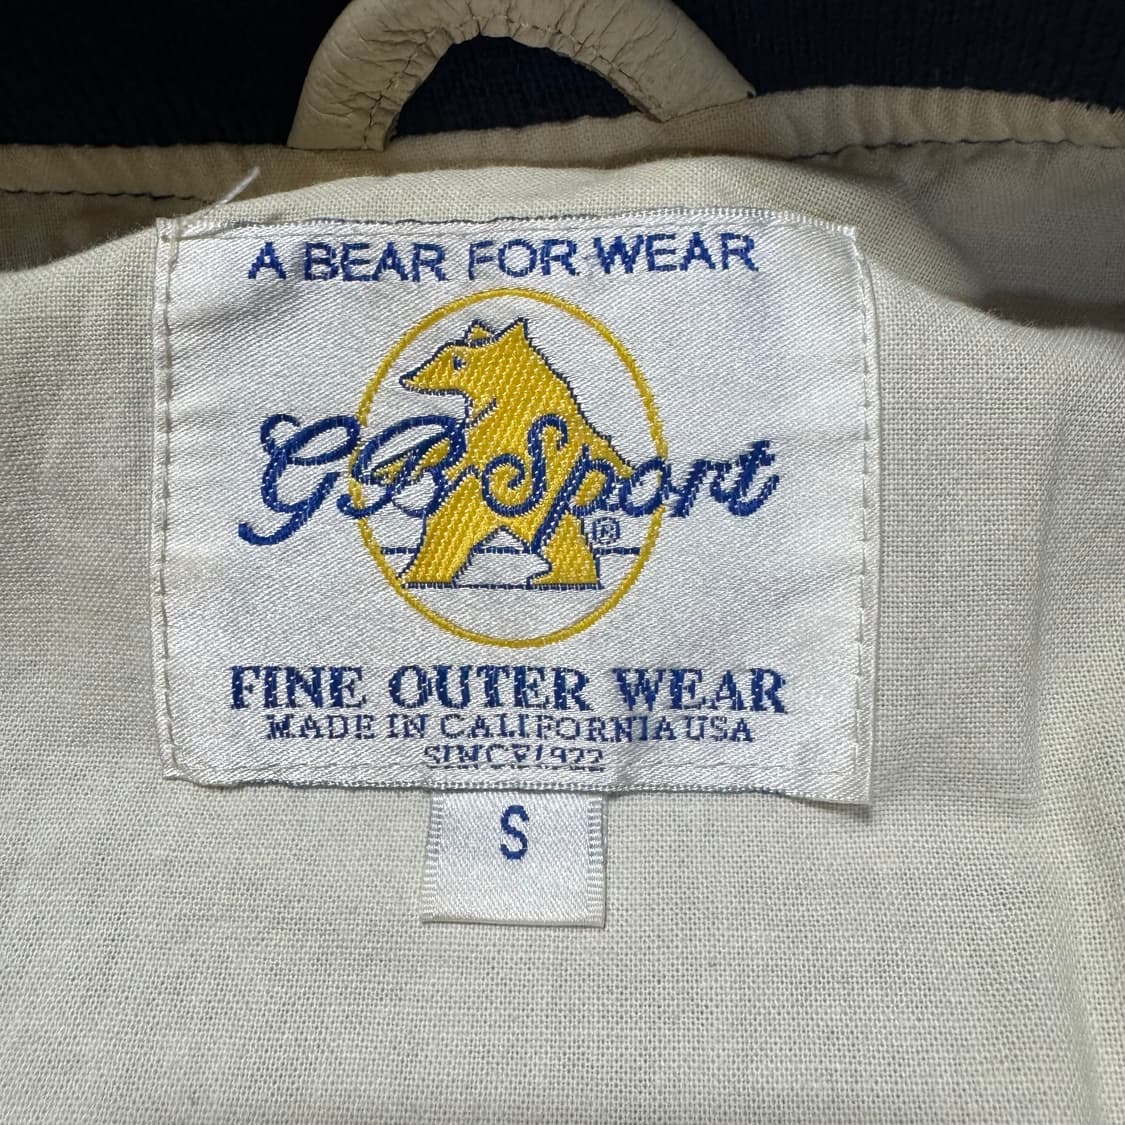 A BEAR FOR WEAR
GB Sport ®
FINE OUTER WEAR
MADE IN CALIFORNIA USA
SINCE 1922
S